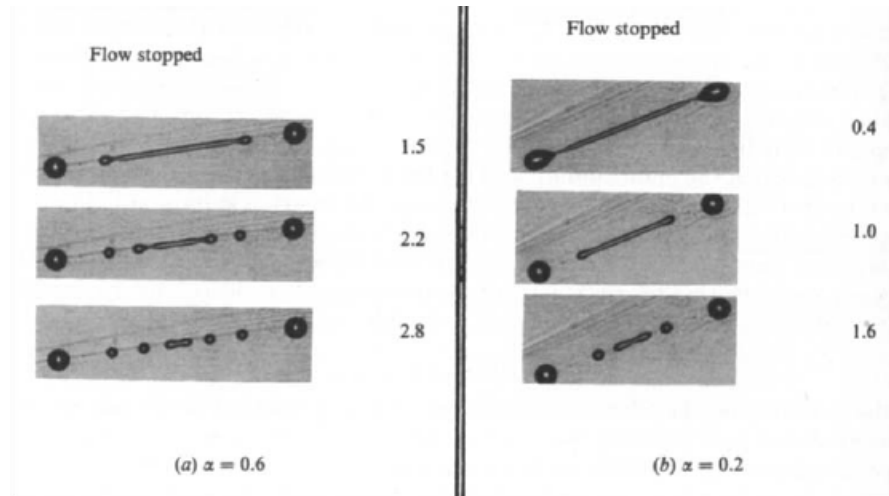 Flow stopped
1.5
2.2
2.8
(a) α = 0.6
Flow stopped
0.4
1.0
1.6
(b) α = 0.2